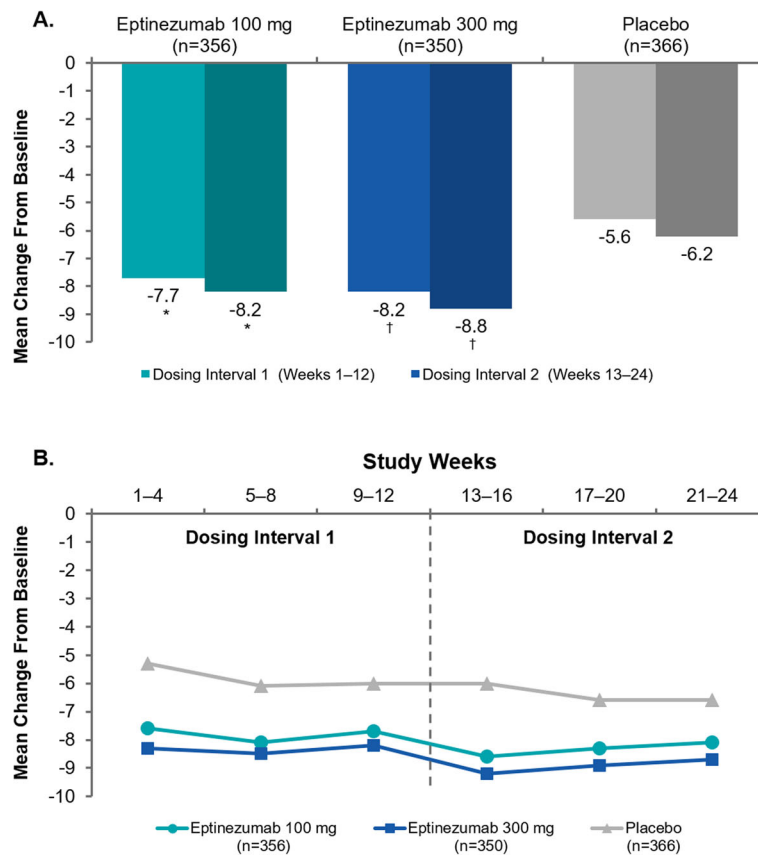 A.
Eptinezumab 100 mg
(n=356)
Eptinezumab 300 mg
(n=350)
Placebo
(n=366)
Mean Change From Baseline
0
-1
-2
-3
-4
-5
-6
-7
-8
-9
-10
-7.7
*
-8.2
*
-8.2
†
-8.8
†
-5.6
-6.2
Dosing Interval 1 (Weeks 1–12)
Dosing Interval 2 (Weeks 13–24)
B.
Study Weeks
1–4 5–8 9–12 13–16 17–20 21–24
Mean Change From Baseline
0
-1
-2
-3
-4
-5
-6
-7
-8
-9
-10
Dosing Interval 1
Dosing Interval 2
Eptinezumab 100 mg
(n=356)
Eptinezumab 300 mg
(n=350)
Placebo
(n=366)